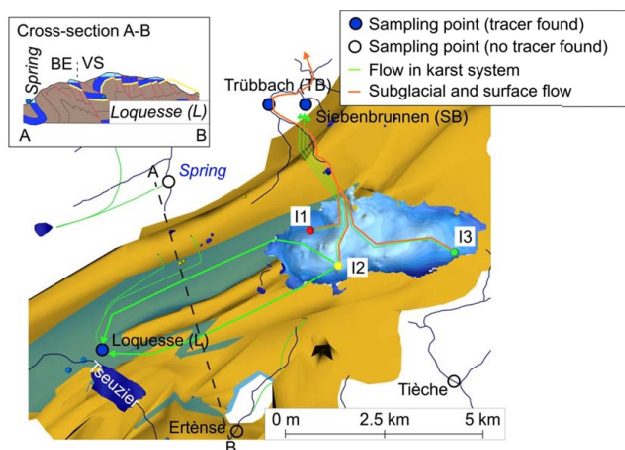 Cross-section A-B
Spring
BE VS
Loquesse (L)
A
B
Sampling point (tracer found)
Sampling point (no tracer found)
Flow in karst system
Subglacial and surface flow
Trübbach (TB)
Siebenbrunnen (SB)
A
Spring
I1
I2
I3
Loquesse (L)
Tseuzier
Tièche
Ertènse
B
0 m 2.5 km 5 km